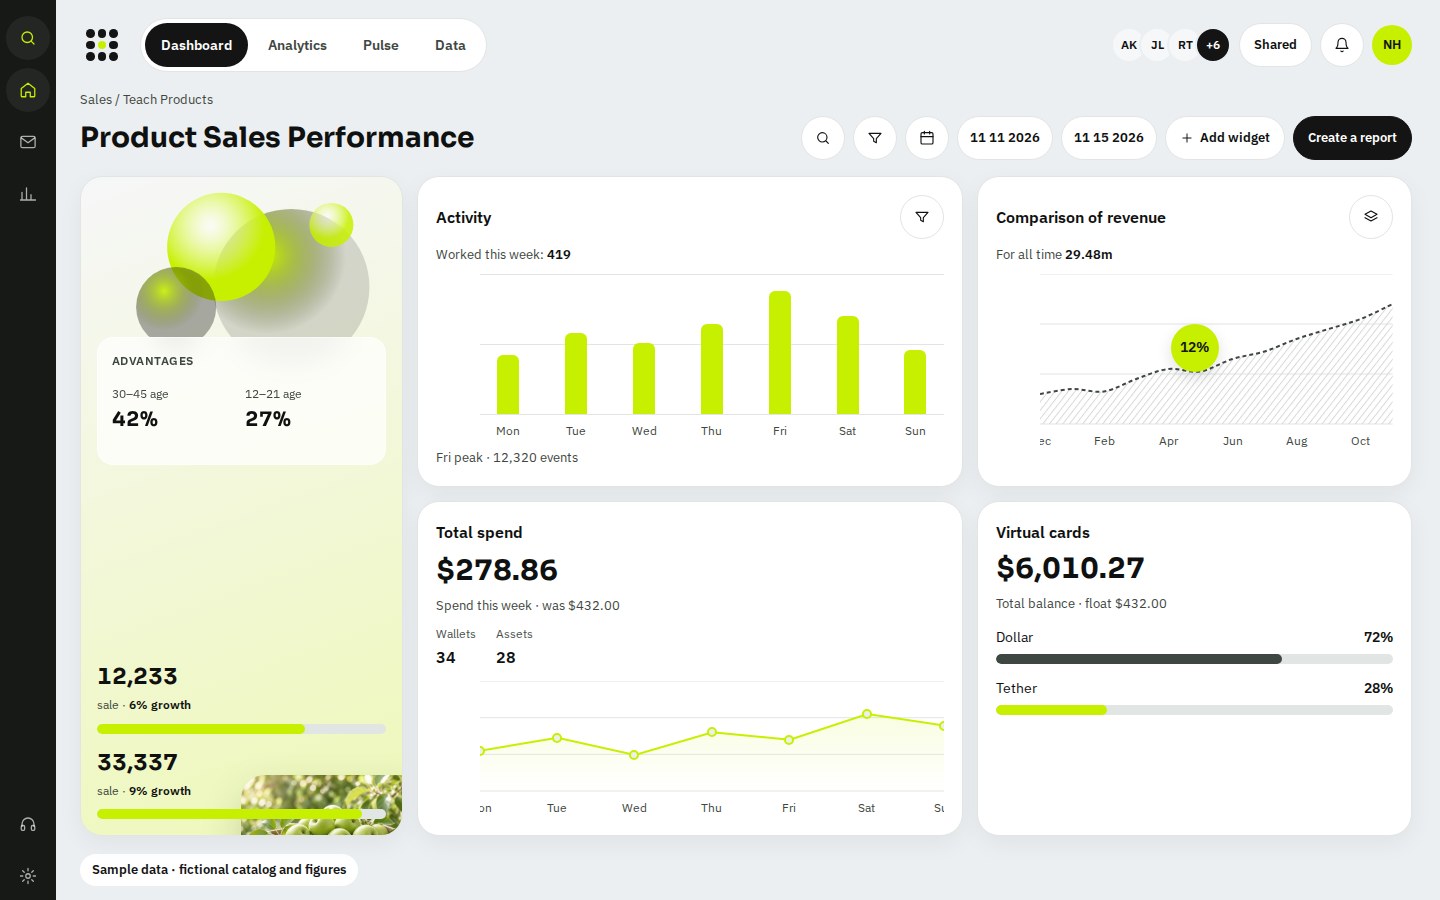 Dashboard Analytics Pulse Data
AK JL RT +6 Shared NH
Sales / Teach Products
Product Sales Performance
11 11 2026 11 15 2026 Add widget Create a report
ADVANTAGES
30–45 age 12–21 age
42% 27%
12,233
sale · 6% growth
33,337
sale · 9% growth
Activity
Worked this week: 419
Mon Tue Wed Thu Fri Sat Sun
Fri peak · 12,320 events
Comparison of revenue
For all time 29.48m
12%
ec Feb Apr Jun Aug Oct
Total spend
$278.86
Spend this week · was $432.00
Wallets Assets
34 28
on Tue Wed Thu Fri Sat Su
Virtual cards
$6,010.27
Total balance · float $432.00
Dollar 72%
Tether 28%
Sample data · fictional catalog and figures